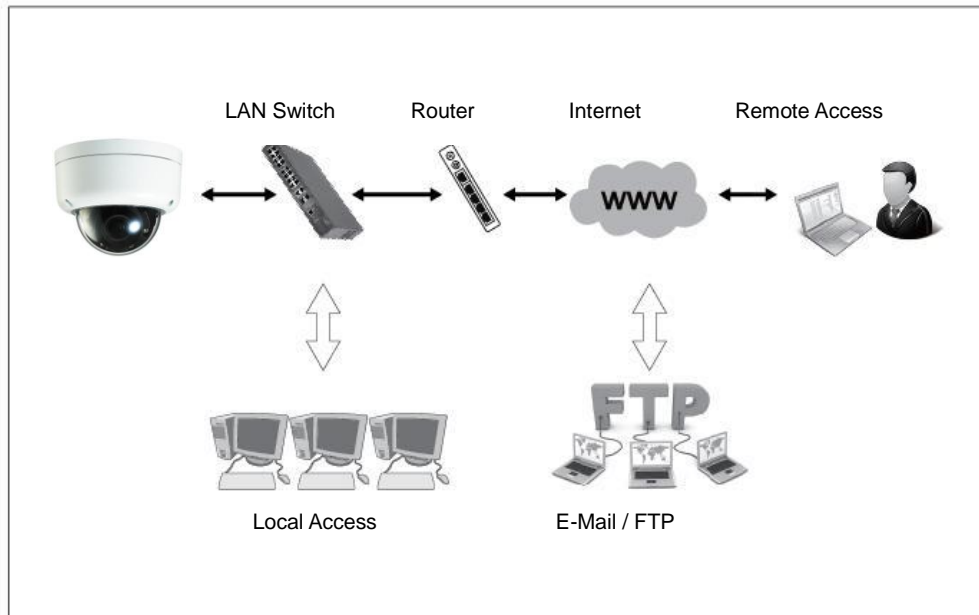 LAN Switch
Router
Internet
Remote Access
WWW
FTP
Local Access
E-Mail / FTP